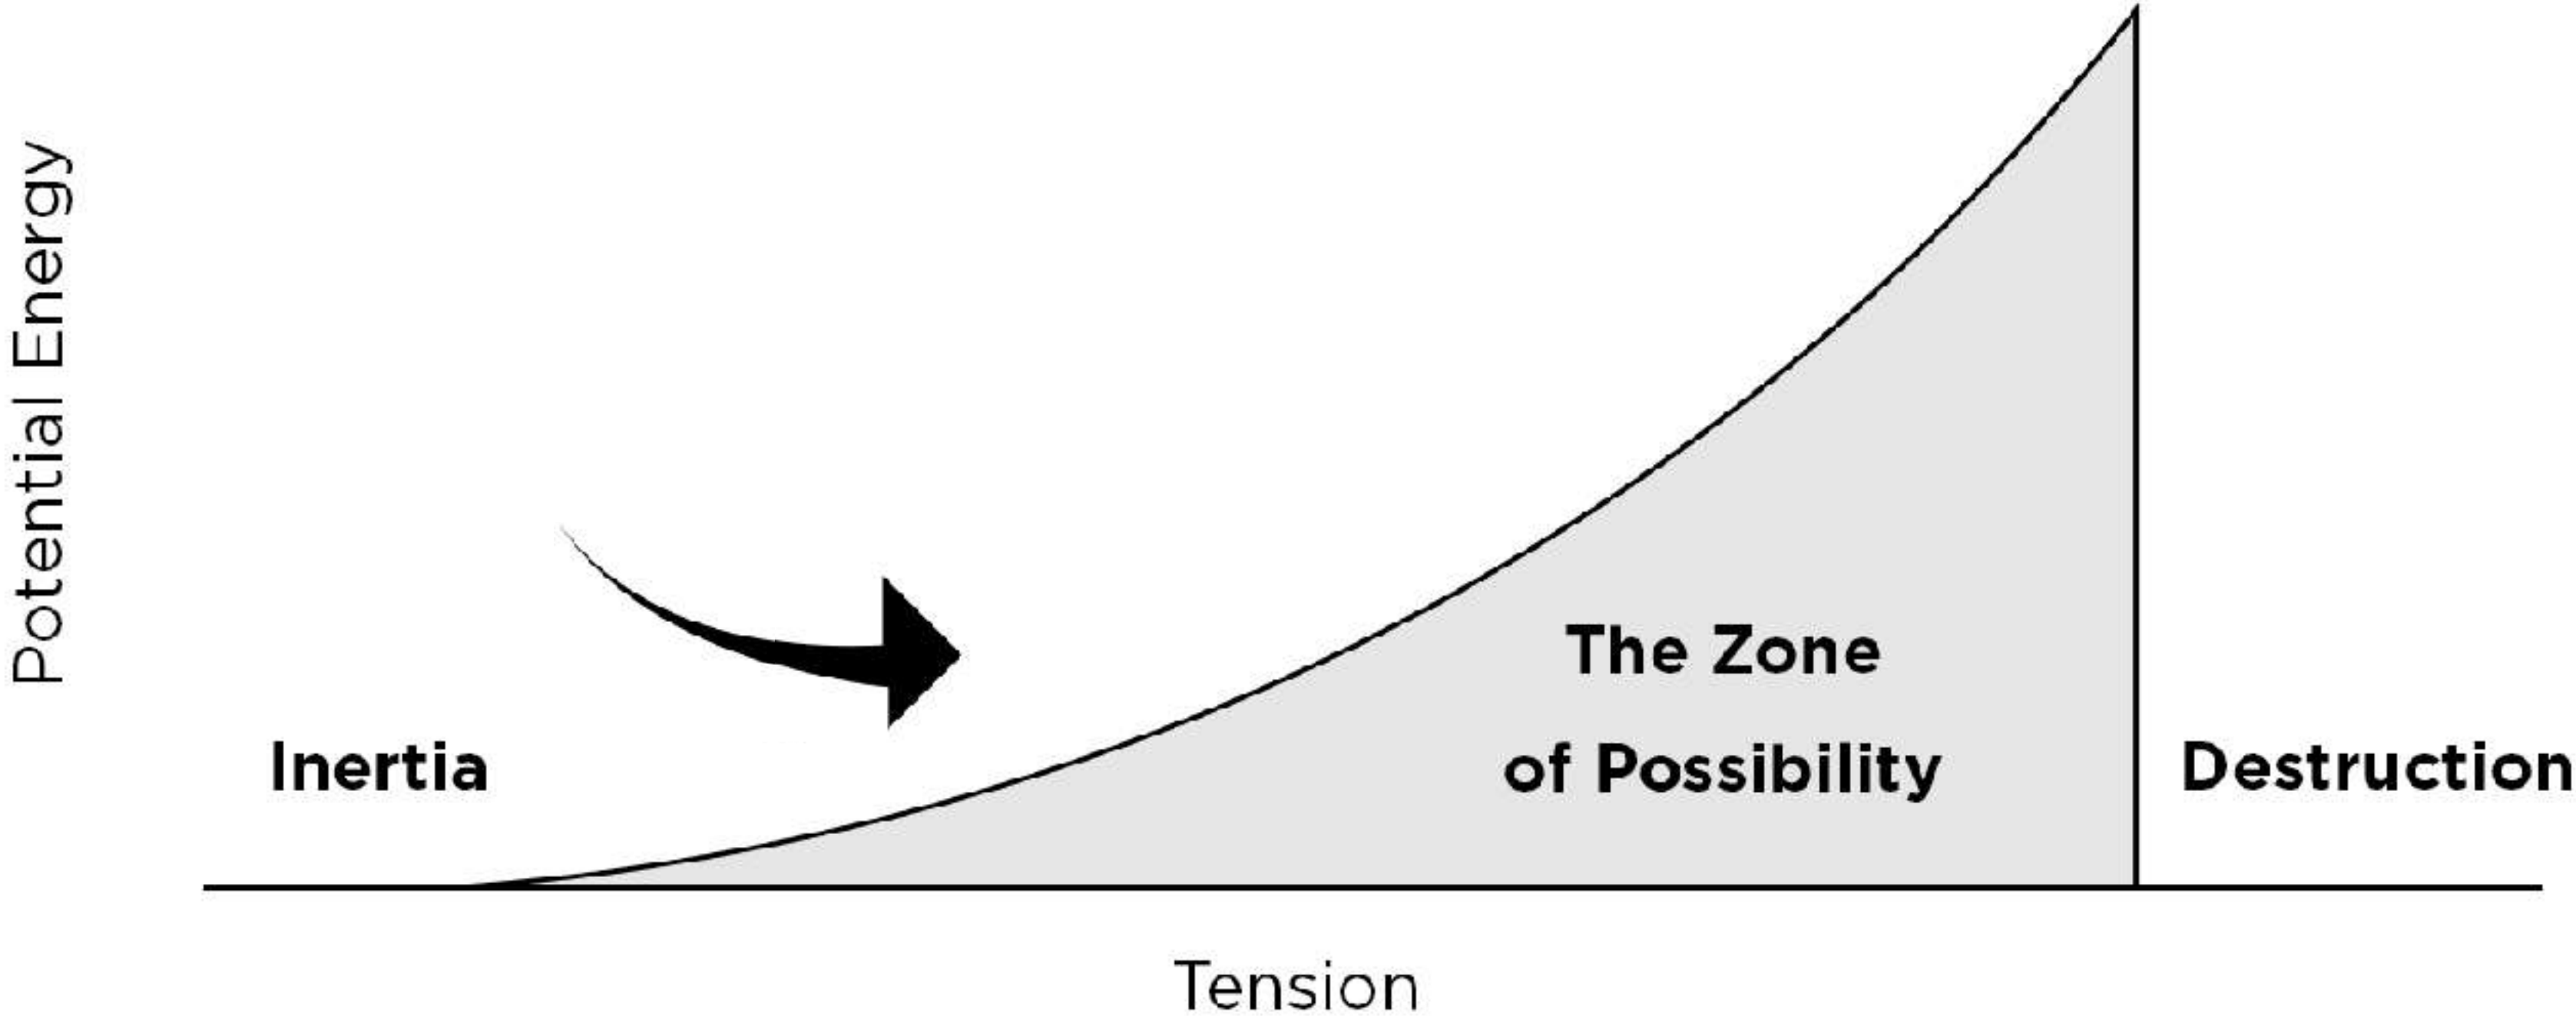 Potential Energy
Inertia
The Zone
of Possibility
Destruction
Tension